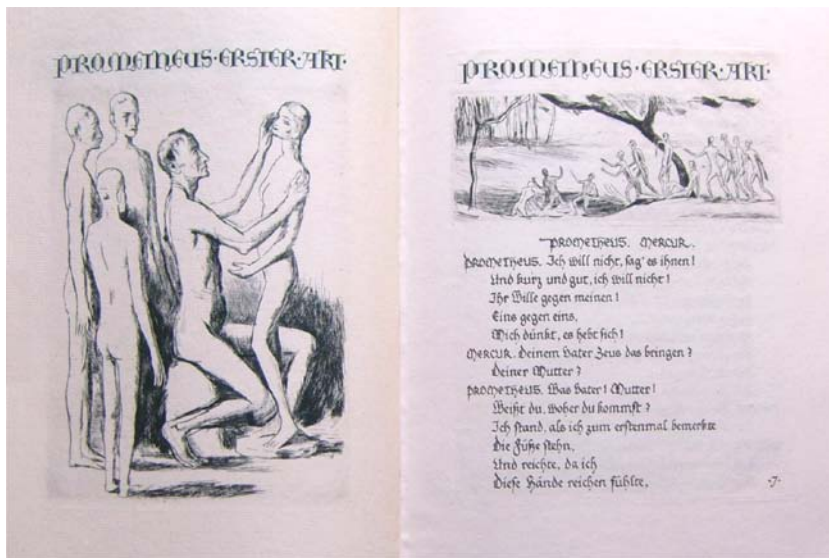 PROMETHEUS·ERSTER·AKT·
PROMETHEUS·ERSTER·AKT·
PROMETHEUS. MERCUR.
PROMETHEUS. Ich will nicht, sag' es ihnen!
Und kurz und gut, ich will nicht!
Ihr Wille gegen meinen!
Eins gegen eins,
Mich dünkt, es hebt sich!
MERCUR. Deinem Vater Zeus das bringen?
Deiner Mutter?
PROMETHEUS. Was Vater! Mutter!
Weißt du, woher du kommst?
Ich stand, als ich zum erstenmal bemerkte
Die Füße stehn,
Und reichte, da ich
Diese Hände reichen fühlte,